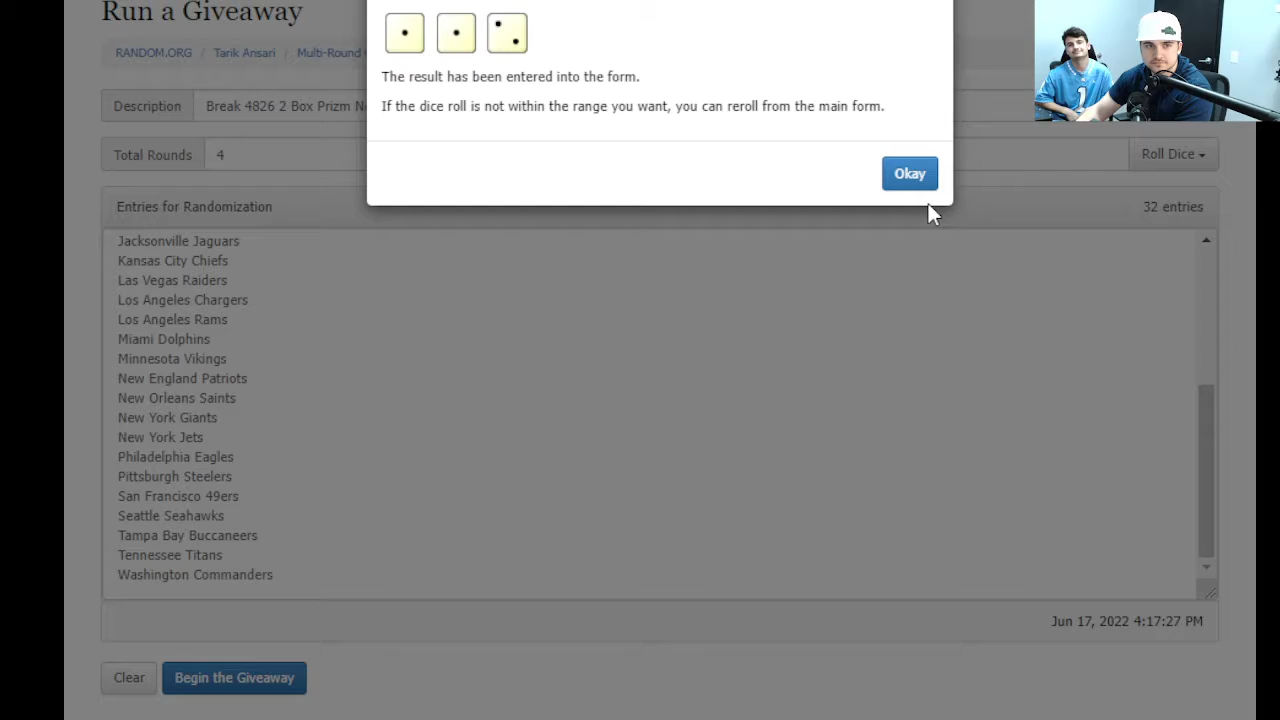 Run a Giveaway
RANDOM.ORG / Tarik Ansari / Multi-Round
The result has been entered into the form.
If the dice roll is not within the range you want, you can reroll from the main form.
Okay
Description Break 4826 2 Box Prizm
Total Rounds 4 Roll Dice
Entries for Randomization 32 entries
Jacksonville Jaguars
Kansas City Chiefs
Las Vegas Raiders
Los Angeles Chargers
Los Angeles Rams
Miami Dolphins
Minnesota Vikings
New England Patriots
New Orleans Saints
New York Giants
New York Jets
Philadelphia Eagles
Pittsburgh Steelers
San Francisco 49ers
Seattle Seahawks
Tampa Bay Buccaneers
Tennessee Titans
Washington Commanders
Jun 17, 2022 4:17:27 PM
Clear Begin the Giveaway
1